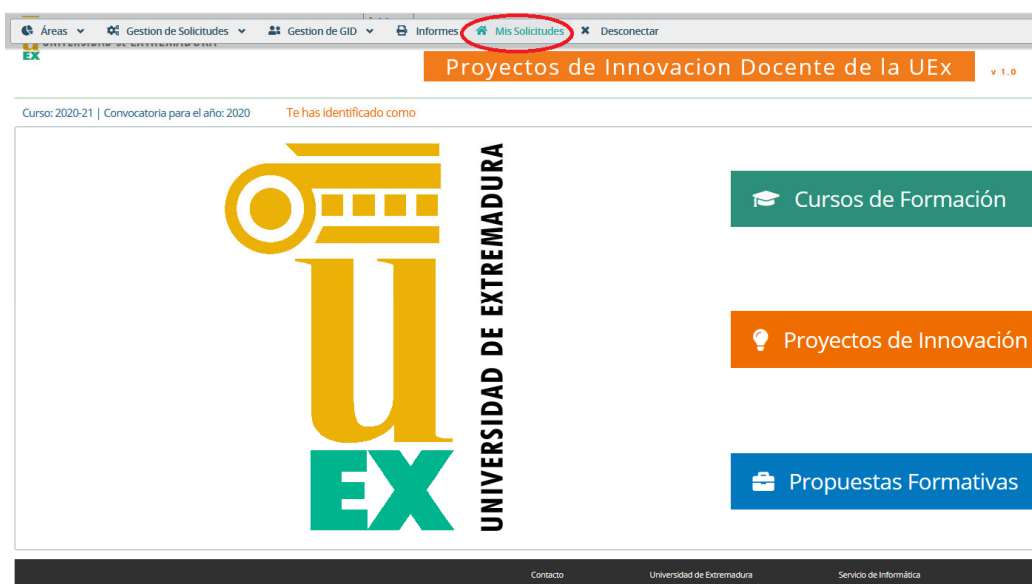 Áreas Gestion de Solicitudes Gestion de GID Informes Mis Solicitudes Desconectar
EX
Proyectos de Innovacion Docente de la UEx v 1.0
Curso: 2020-21 | Convocatoria para el año: 2020 Te has identificado como
UNIVERSIDAD DE EXTREMADURA
u
EX
Cursos de Formación
Proyectos de Innovación
Propuestas Formativas
Contacto Universidad de Extremadura Servicio de Informática